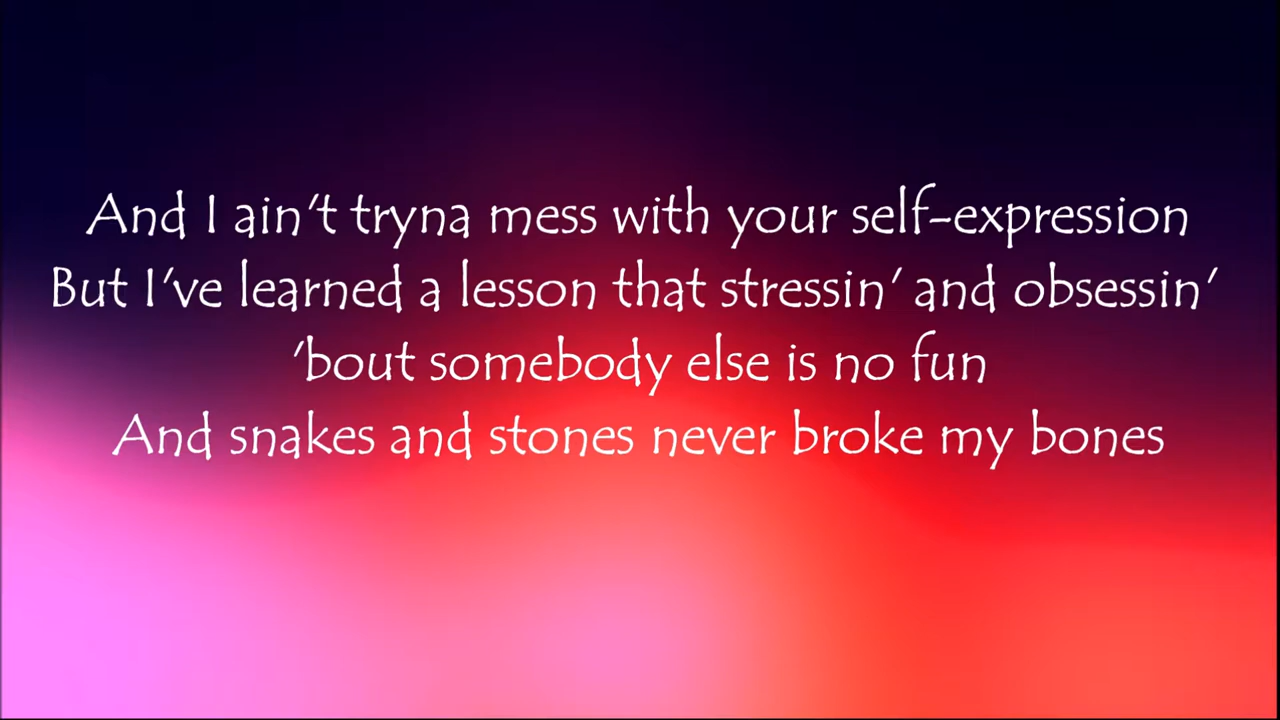 And I ain't tryna mess with your self-expression
But I've learned a lesson that stressin' and obsessin'
'bout somebody else is no fun
And snakes and stones never broke my bones